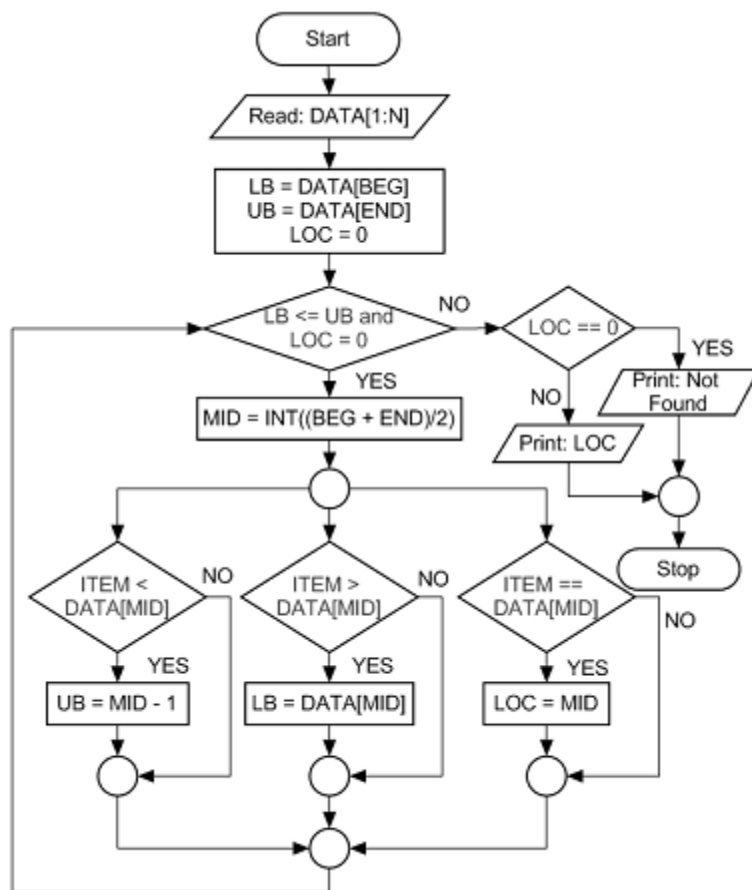 Start
Read: DATA[1:N]
LB = DATA[BEG]
UB = DATA[END]
LOC = 0
LB <= UB and
LOC = 0
NO
LOC == 0
YES
Print: Not
Found
NO
Print: LOC
Stop
YES
MID = INT((BEG + END)/2)
ITEM <
DATA[MID]
NO
YES
UB = MID - 1
ITEM >
DATA[MID]
NO
YES
LB = DATA[MID]
ITEM ==
DATA[MID]
NO
YES
LOC = MID